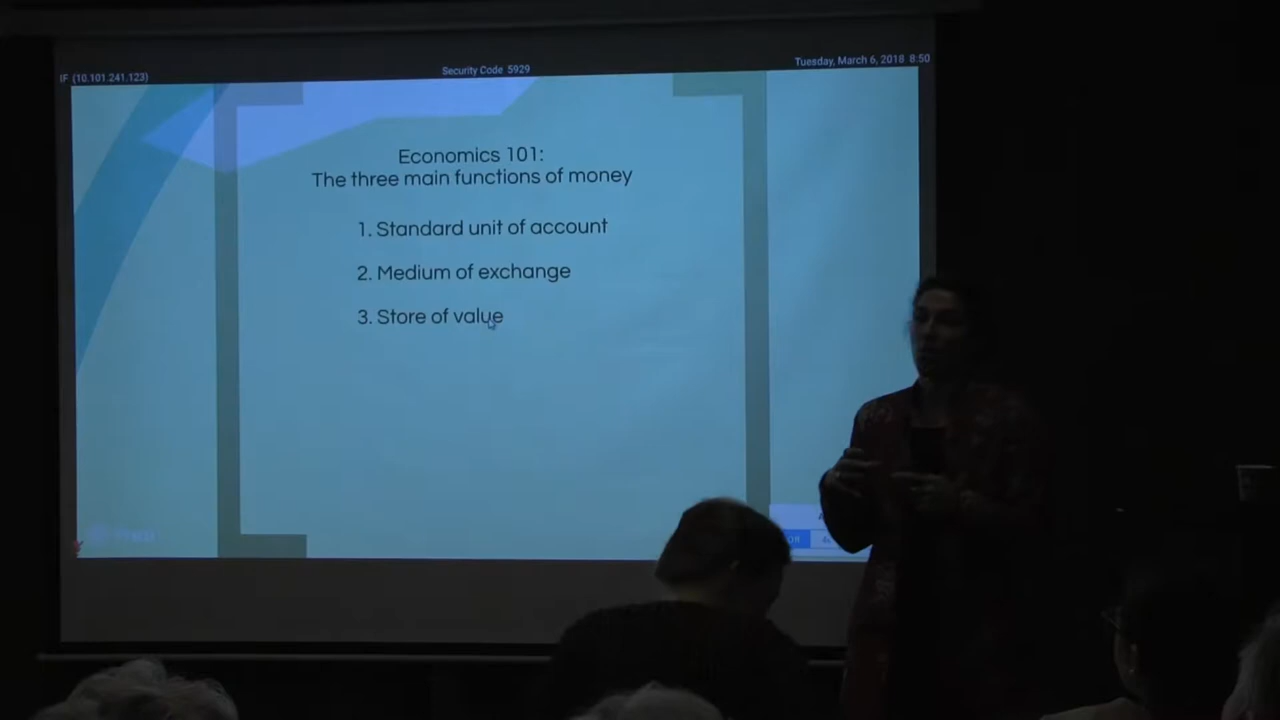 IF (10.101.241.123)
Security Code 5929
Tuesday, March 6, 2018 8:50
Economics 101:
The three main functions of money
1. Standard unit of account
2. Medium of exchange
3. Store of value